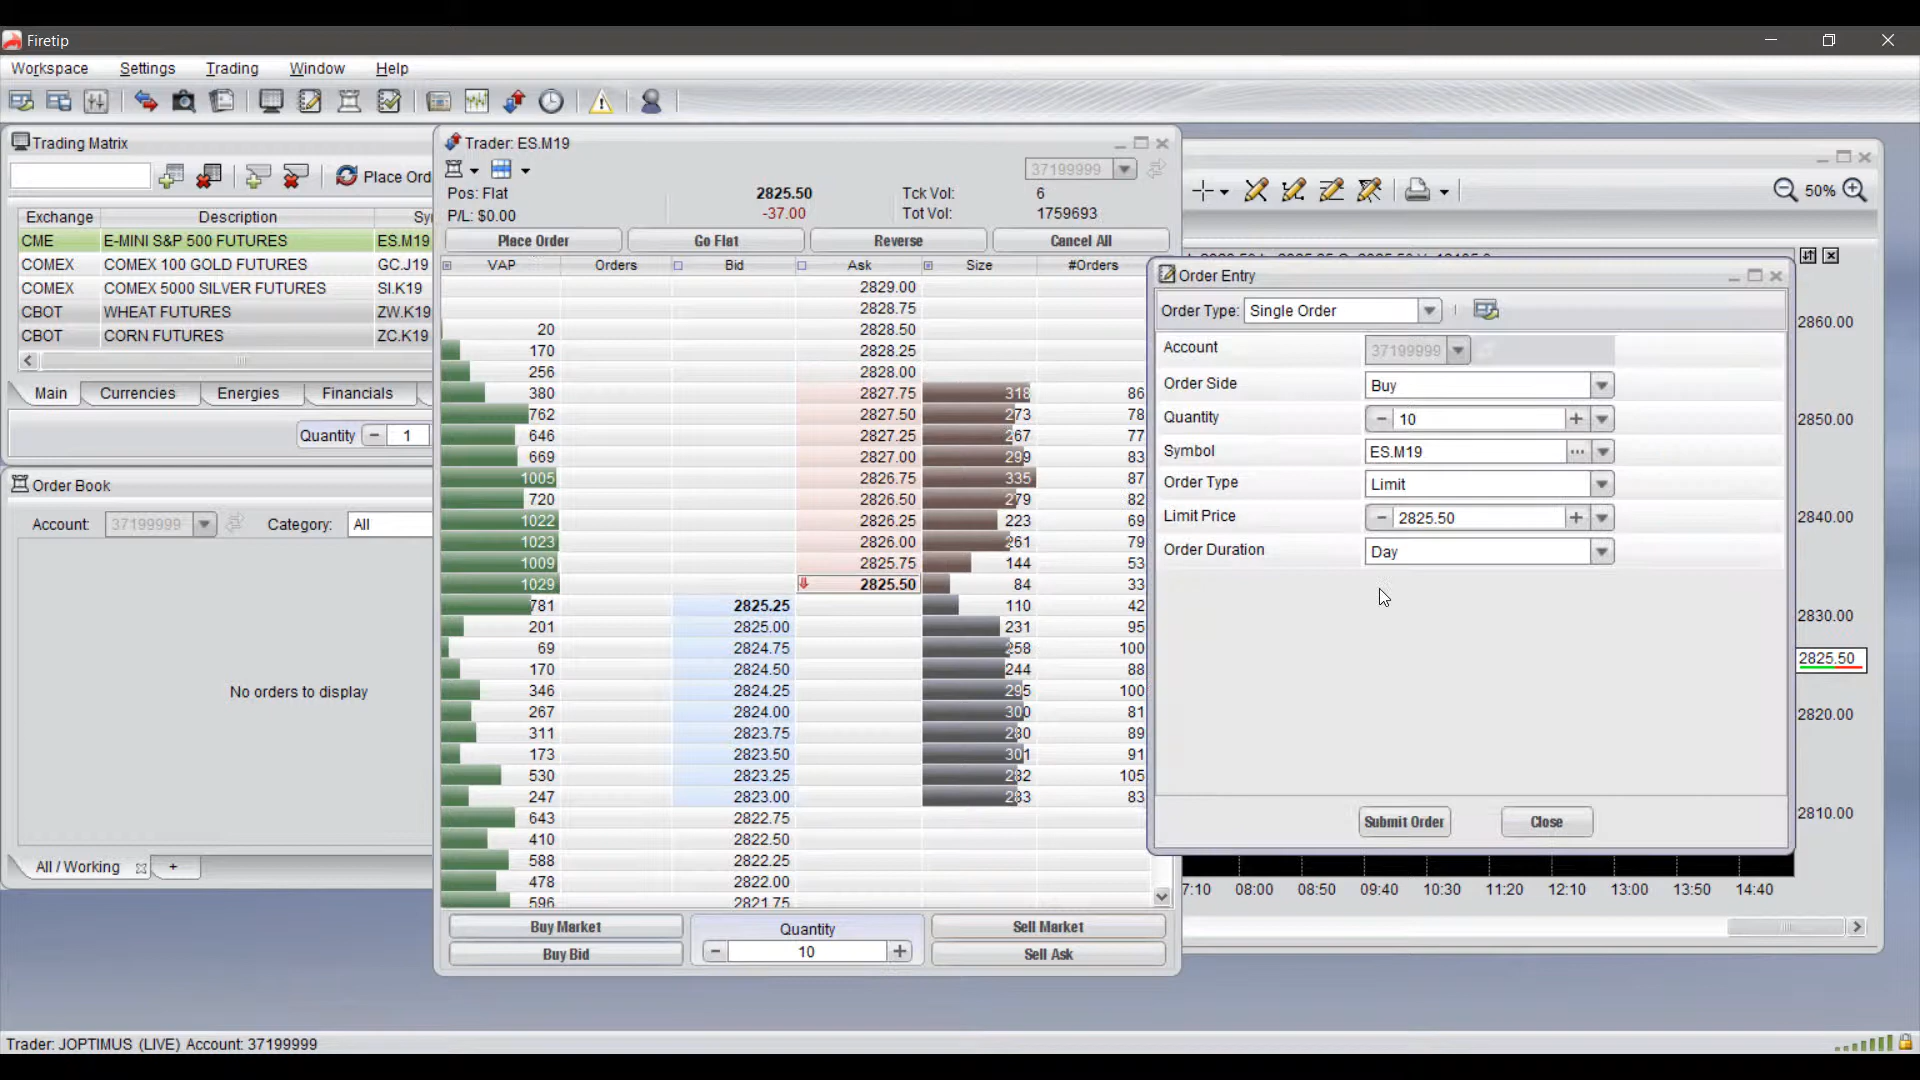 Firetip
Workspace Settings Trading Window Help
Trading Matrix
Place Ord
Exchange Description Sy
CME E-MINI S&P 500 FUTURES ES.M19
COMEX COMEX 100 GOLD FUTURES GC.J19
COMEX COMEX 5000 SILVER FUTURES SI.K19
CBOT WHEAT FUTURES ZW.K19
CBOT CORN FUTURES ZC.K19
Main Currencies Energies Financials
Quantity 1
Order Book
Account: 37199999 Category: All
No orders to display
All / Working +
Trader: ES.M19
37199999
Pos: Flat 2825.50 Tck Vol: 6
P/L: $0.00 -37.00 Tot Vol: 1759693
Place Order Go Flat Reverse Cancel All
VAP Orders Bid Ask Size #Orders
2829.00
2828.75
20 2828.50
170 2828.25
256 2828.00
380 2827.75 318 86
762 2827.50 273 78
646 2827.25 267 77
669 2827.00 299 83
1005 2826.75 335 87
720 2826.50 279 82
1022 2826.25 223 69
1023 2826.00 261 79
1009 2825.75 144 53
1029 2825.50 84 33
781 2825.25 110 42
201 2825.00 231 95
69 2824.75 258 100
170 2824.50 244 88
346 2824.25 295 100
267 2824.00 300 81
311 2823.75 280 89
173 2823.50 301 91
530 2823.25 282 105
247 2823.00 283 83
643 2822.75
410 2822.50
588 2822.25
478 2822.00
596 2821.75
Buy Market Quantity Sell Market
Buy Bid 10 Sell Ask
50%
Order Entry
Order Type: Single Order
Account 37199999
Order Side Buy
Quantity 10
Symbol ES.M19 ...
Order Type Limit
Limit Price 2825.50
Order Duration Day
Submit Order Close
2860.00
2850.00
2840.00
2830.00
2825.50
2820.00
2810.00
7:10 08:00 08:50 09:40 10:30 11:20 12:10 13:00 13:50 14:40
Trader: JOPTIMUS (LIVE) Account: 37199999